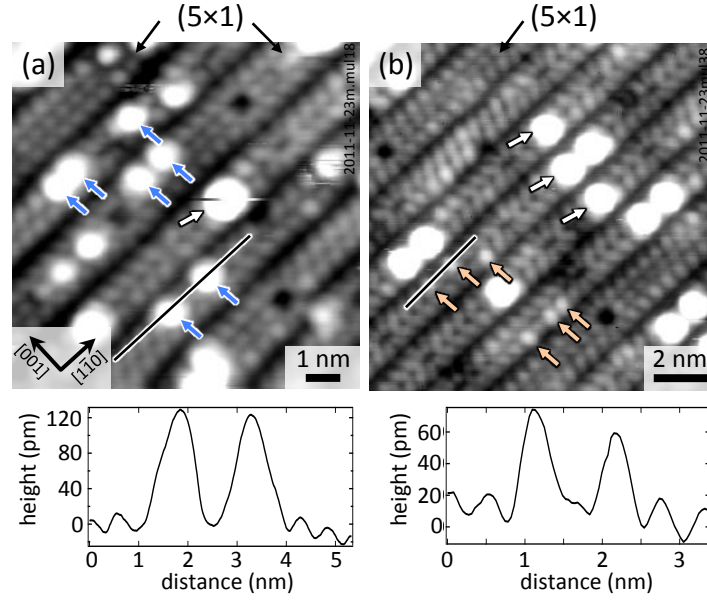 (5×1) (5×1)
(a) (b)
2011-11-23m.mul18
2011-11-23m.mul38
[001] [11̄0]
1 nm
2 nm
120
80
40
0
height (pm)
0 1 2 3 4 5
distance (nm)
60
40
20
0
height (pm)
0 1 2 3
distance (nm)